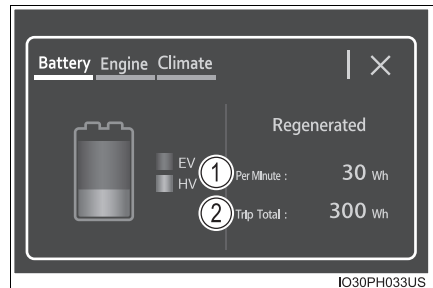 Battery Engine Climate
Regenerated
EV
HV
1 Per Minute : 30 Wh
2 Trip Total : 300 Wh
IO30PH033US